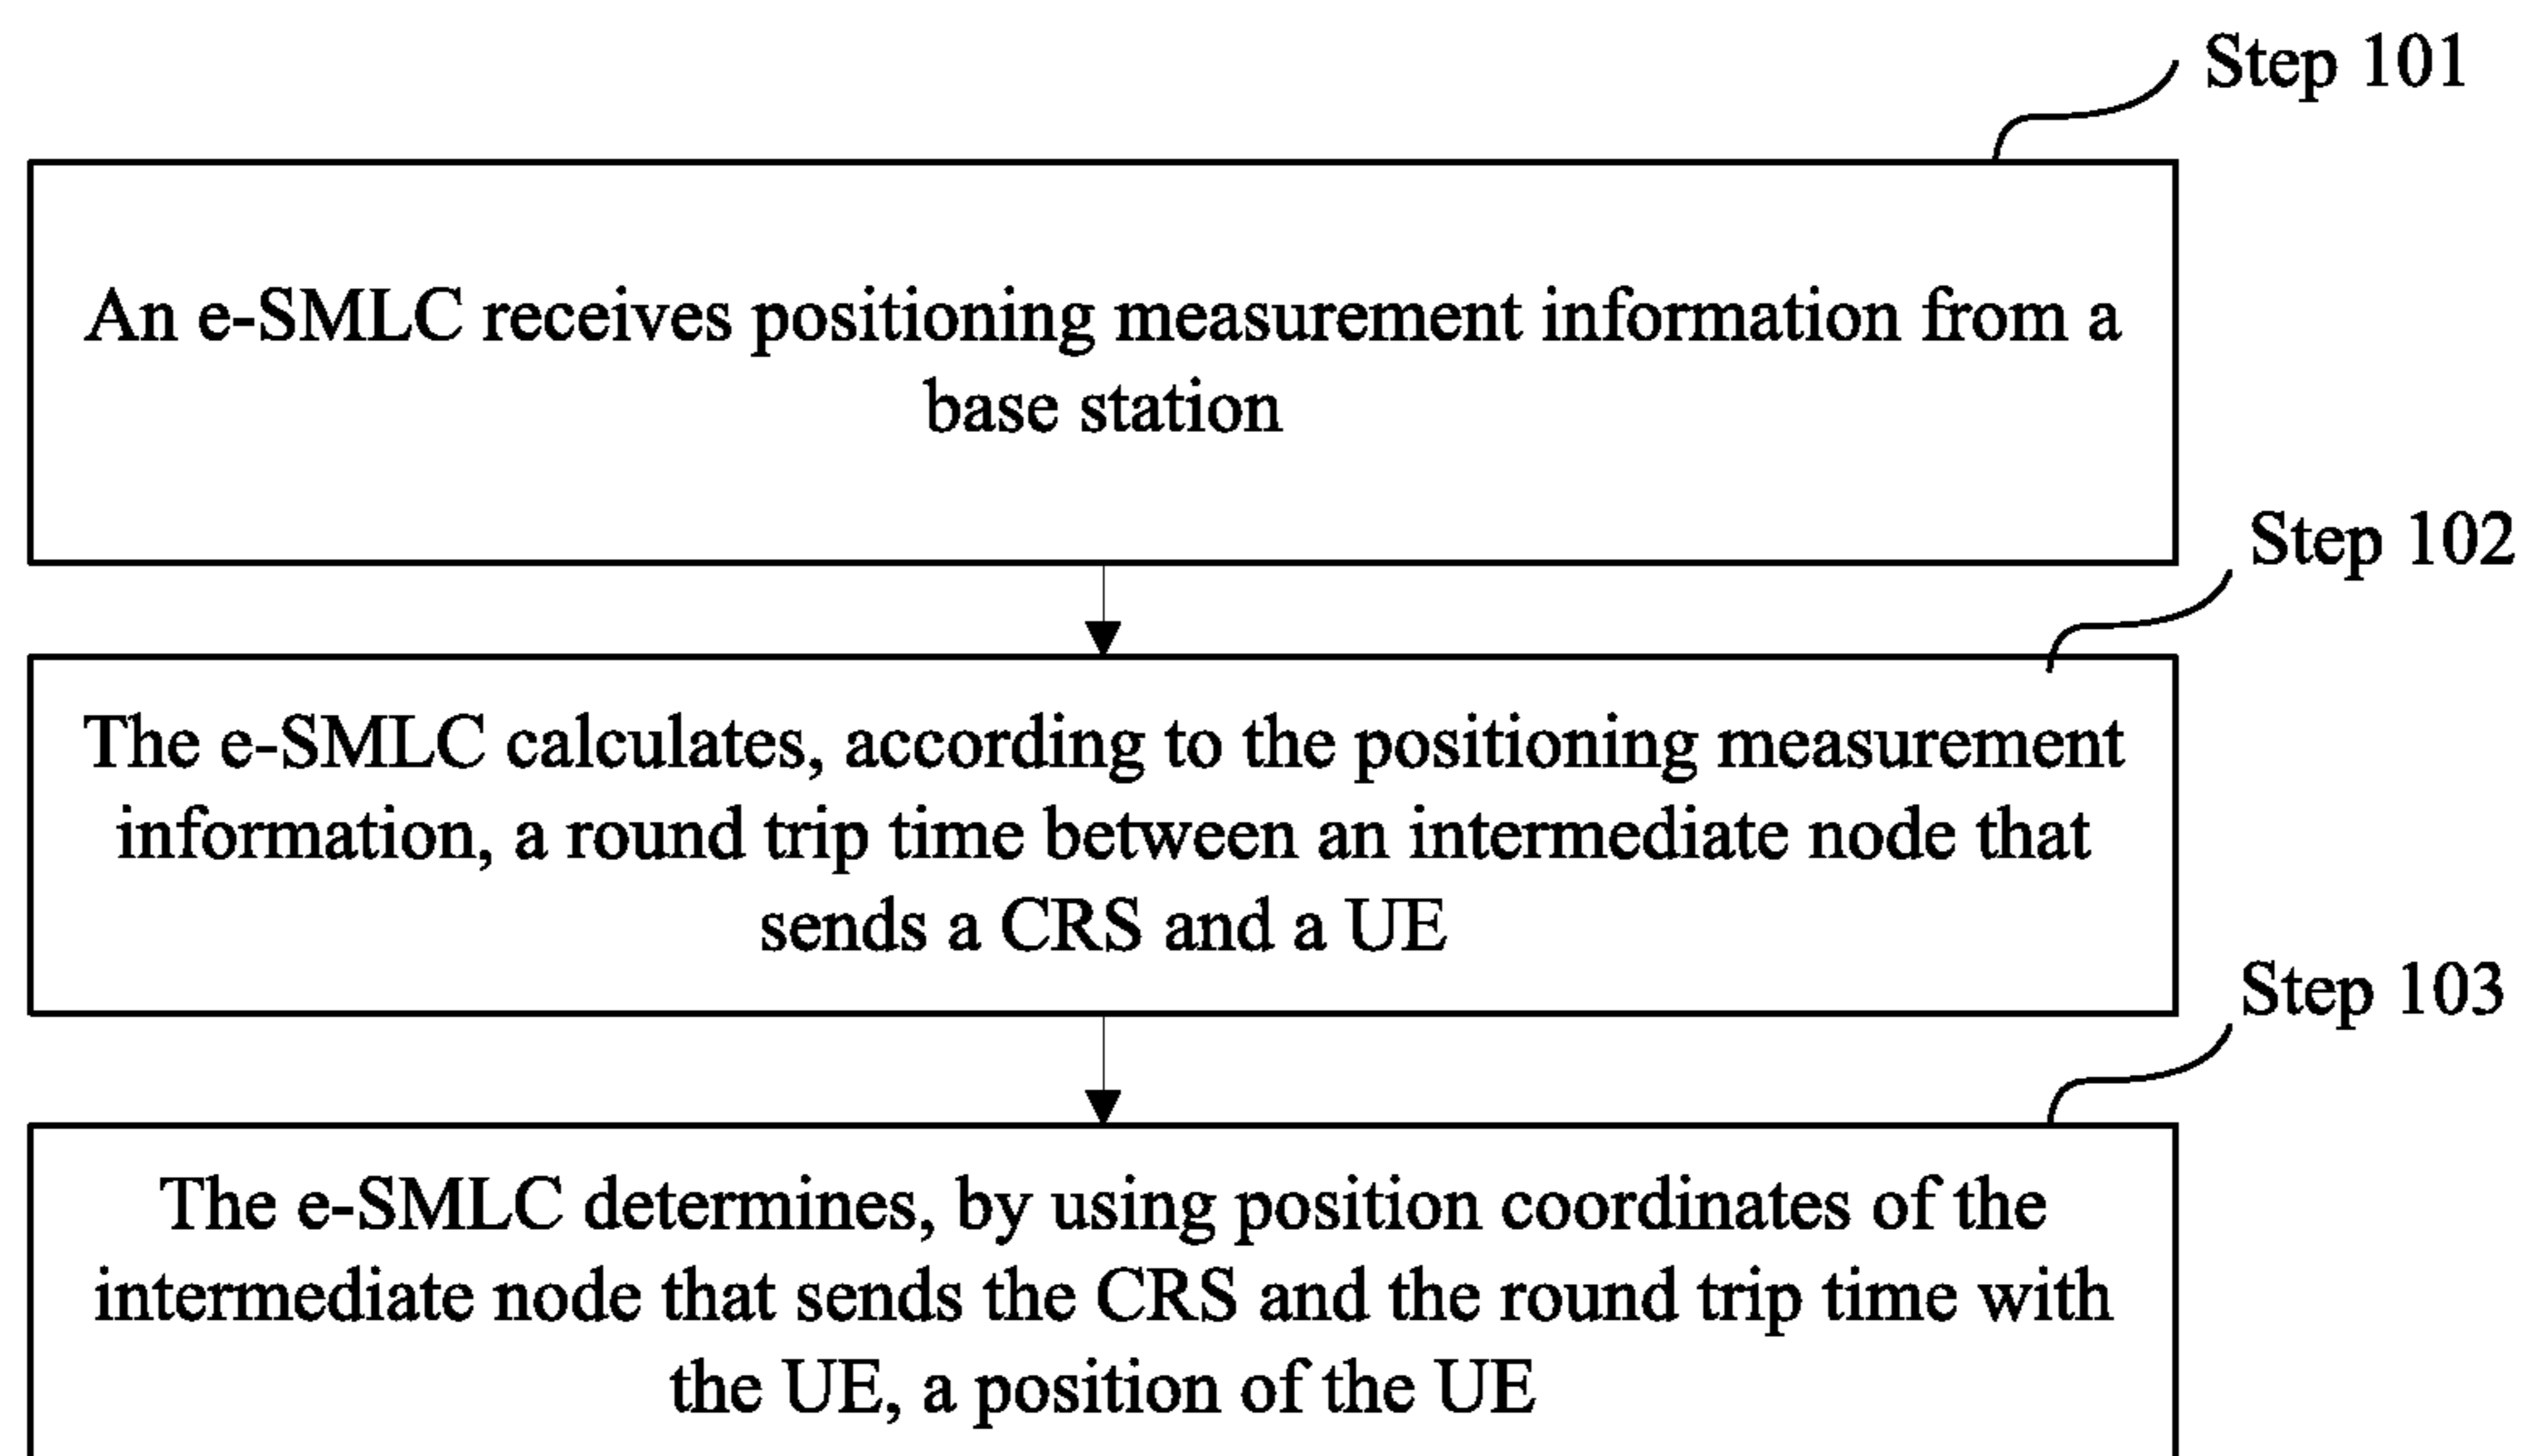 Step 101
An e-SMLC receives positioning measurement information from a
base station
Step 102
The e-SMLC calculates, according to the positioning measurement
information, a round trip time between an intermediate node that
sends a CRS and a UE
Step 103
The e-SMLC determines, by using position coordinates of the
intermediate node that sends the CRS and the round trip time with
the UE, a position of the UE